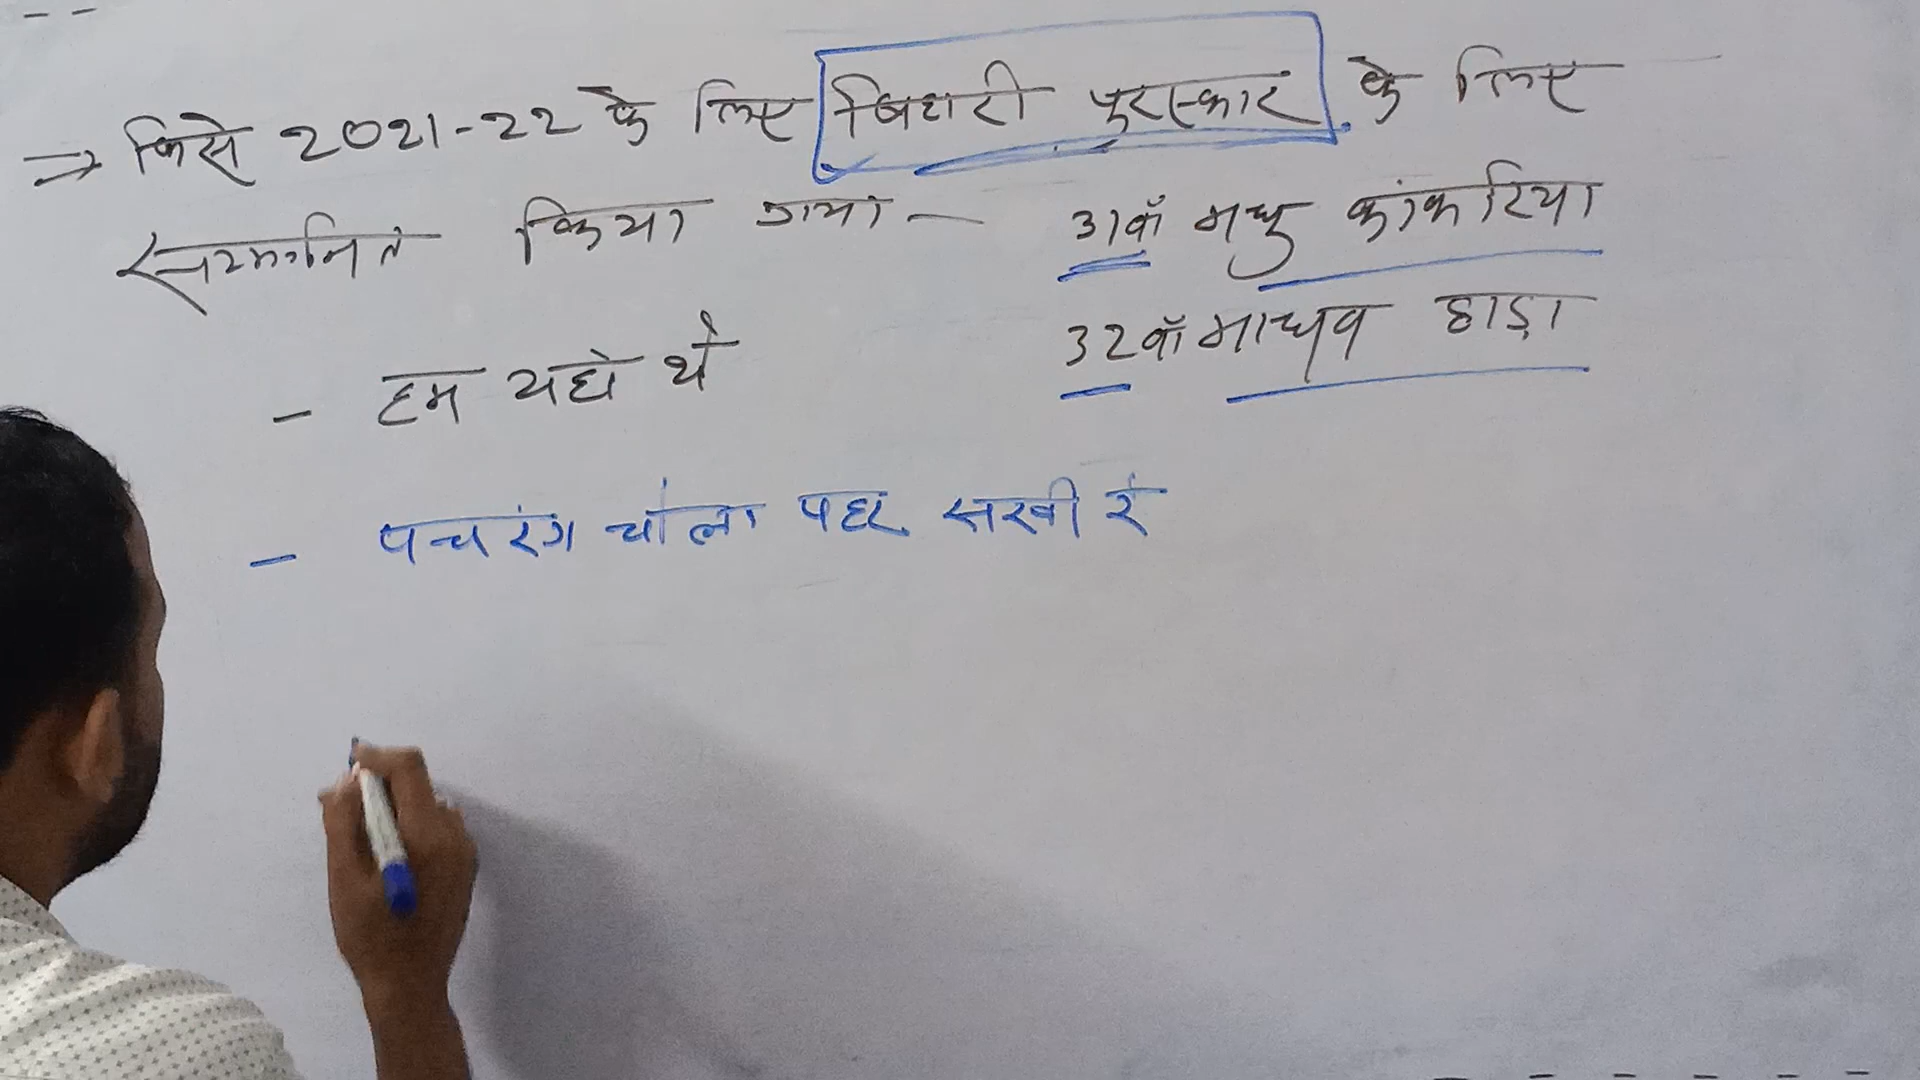 ⇒ किसे 2021-22 के लिए बिहारी पुरस्कार के लिए
सम्मानित किया गया — 31वाँ मधु कांकरिया
32वाँ माधव हाड़ा
- हम यहाँ थे
- पचरंग चोला पहर सखी रे